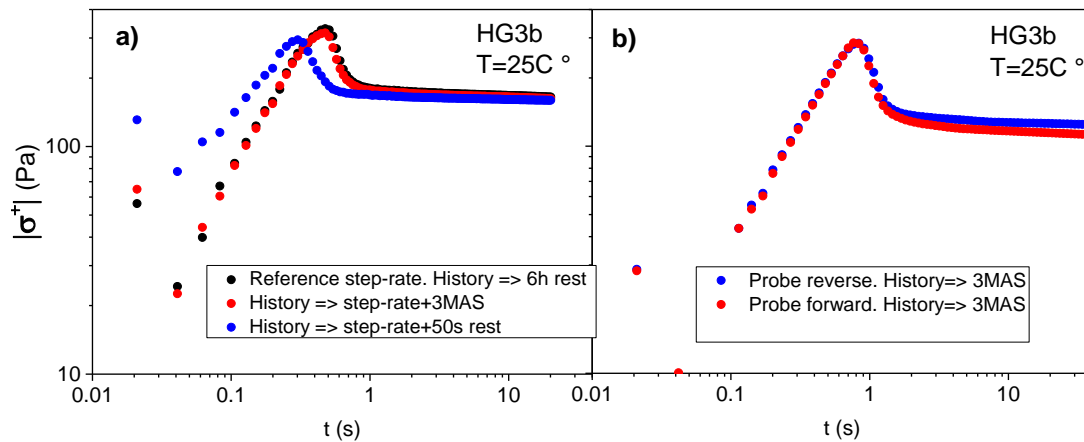 a)
HG3b
T=25C °
100
10
|σ⁺| (Pa)
Reference step-rate. History => 6h rest
History => step-rate+3MAS
History => step-rate+50s rest
0.01
0.1
1
10
t (s)
b)
HG3b
T=25C °
Probe reverse. History=> 3MAS
Probe forward. History=> 3MAS
0.01
0.1
1
10
t (s)